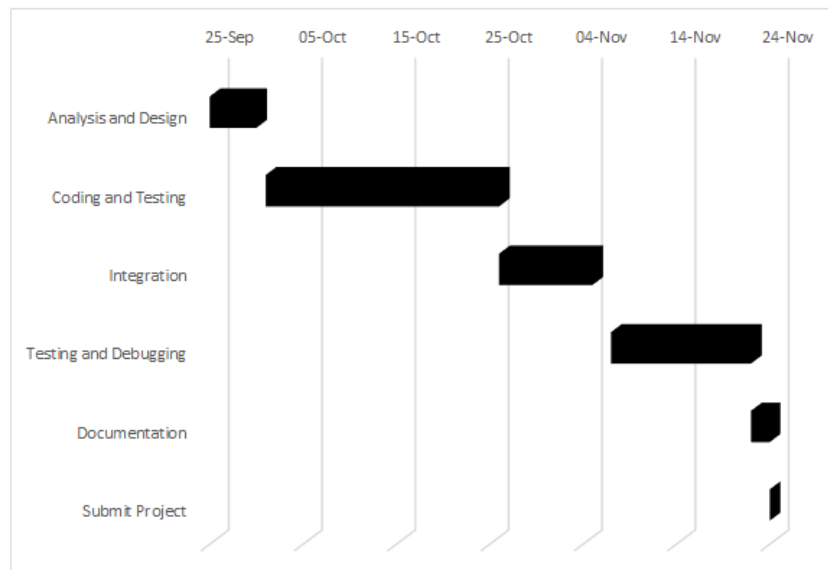 25-Sep 05-Oct 15-Oct 25-Oct 04-Nov 14-Nov 24-Nov
Analysis and Design
Coding and Testing
Integration
Testing and Debugging
Documentation
Submit Project